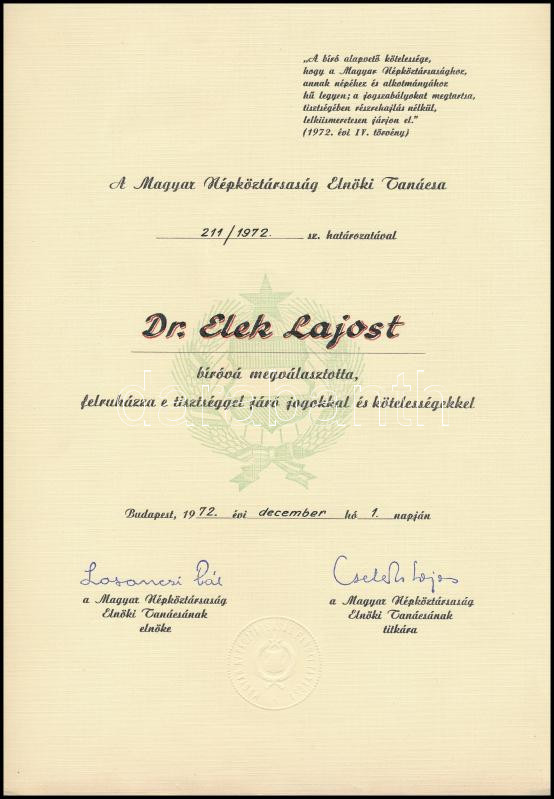 „A bíró alapvető kötelessége,
hogy a Magyar Népköztársasághoz,
annak népéhez és alkotmányához
hű legyen; a jogszabályokat megtartsa,
tisztségében részrehajlás nélkül,
lelkiismeretesen járjon el."
(1972. évi IV. törvény)
A Magyar Népköztársaság Elnöki Tanácsa
211/1972. sz. határozatával
Dr. Elek Lajost
bíróvá megválasztotta,
felruházva e tisztséggel járó jogokkal és kötelességekkel
darabanth
Budapest, 1972. évi december hó 1. napján
Losonczi Pál
Cseterki Lajos
a Magyar Népköztársaság
Elnöki Tanácsának
elnöke
a Magyar Népköztársaság
Elnöki Tanácsának
titkára